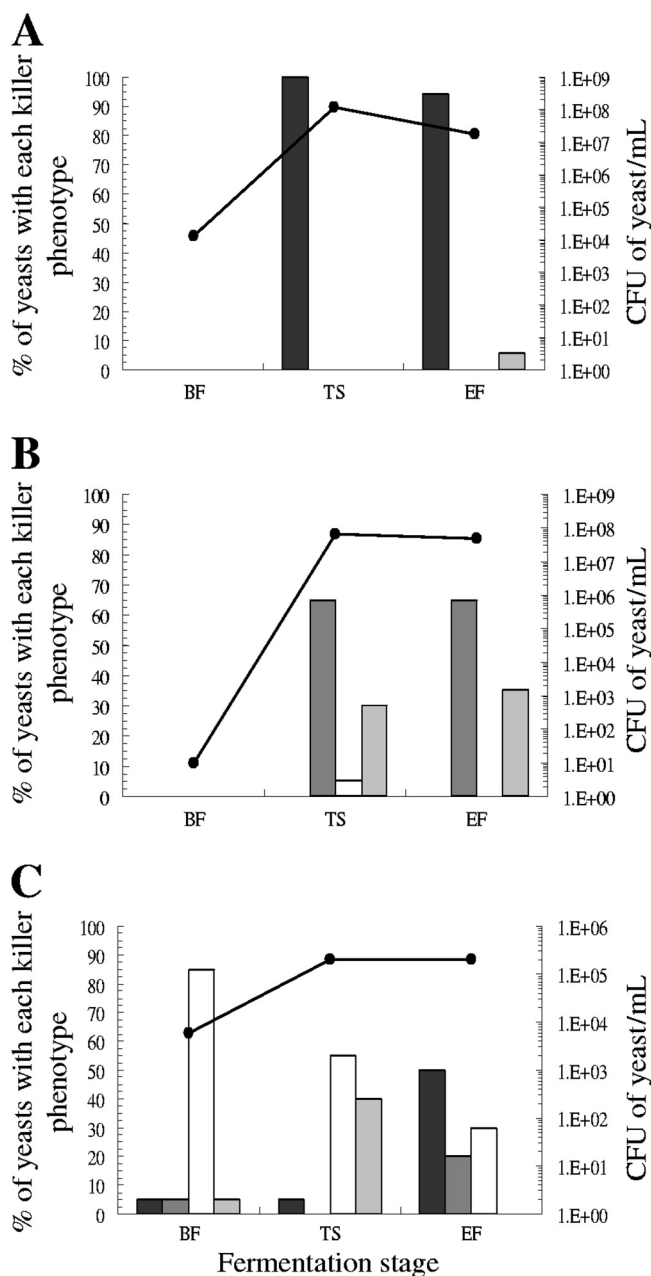 A
% of yeasts with each killer
phenotype
100
90
80
70
60
50
40
30
20
10
0
1.E+09
1.E+08
1.E+07
1.E+06
1.E+05
1.E+04
1.E+03
1.E+02
1.E+01
1.E+00
CFU of yeast/mL
BF TS EF
B
% of yeasts with each killer
phenotype
100
90
80
70
60
50
40
30
20
10
0
1.E+09
1.E+08
1.E+07
1.E+06
1.E+05
1.E+04
1.E+03
1.E+02
1.E+01
1.E+00
CFU of yeast/mL
BF TS EF
C
% of yeasts with each killer
phenotype
100
90
80
70
60
50
40
30
20
10
0
1.E+06
1.E+05
1.E+04
1.E+03
1.E+02
1.E+01
1.E+00
CFU of yeast/mL
BF TS EF
Fermentation stage